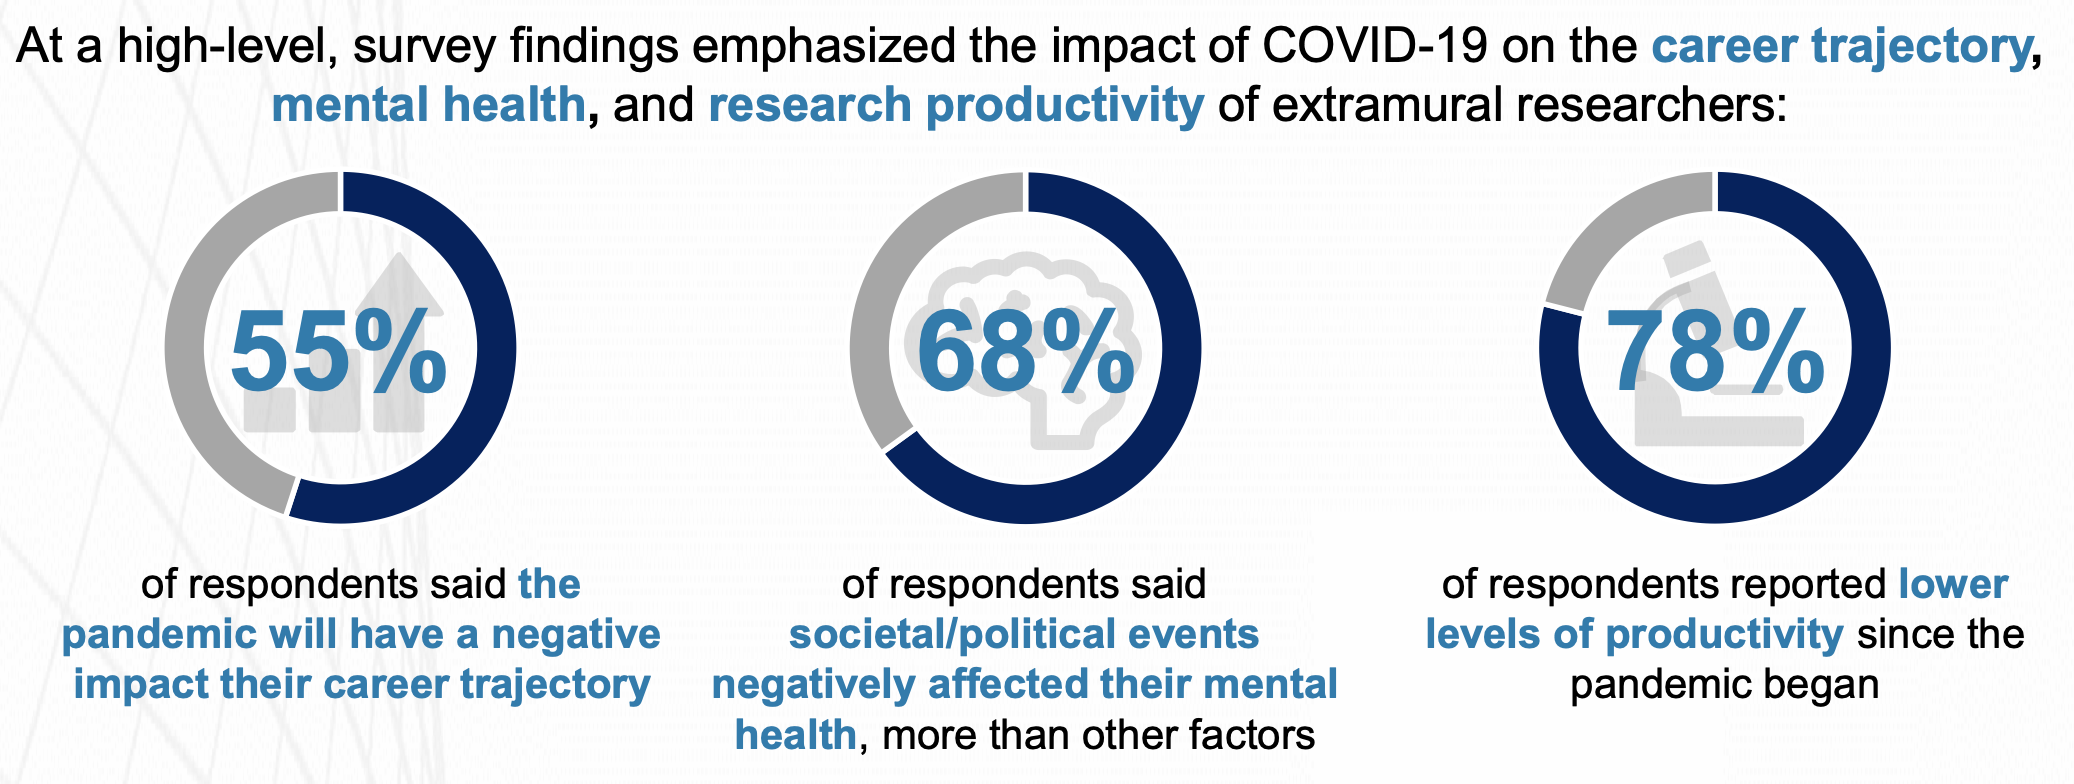 At a high-level, survey findings emphasized the impact of COVID-19 on the career trajectory,
mental health, and research productivity of extramural researchers:
55%
68%
78%
of respondents said the
pandemic will have a negative
impact their career trajectory
of respondents said
societal/political events
negatively affected their mental
health, more than other factors
of respondents reported lower
levels of productivity since the
pandemic began